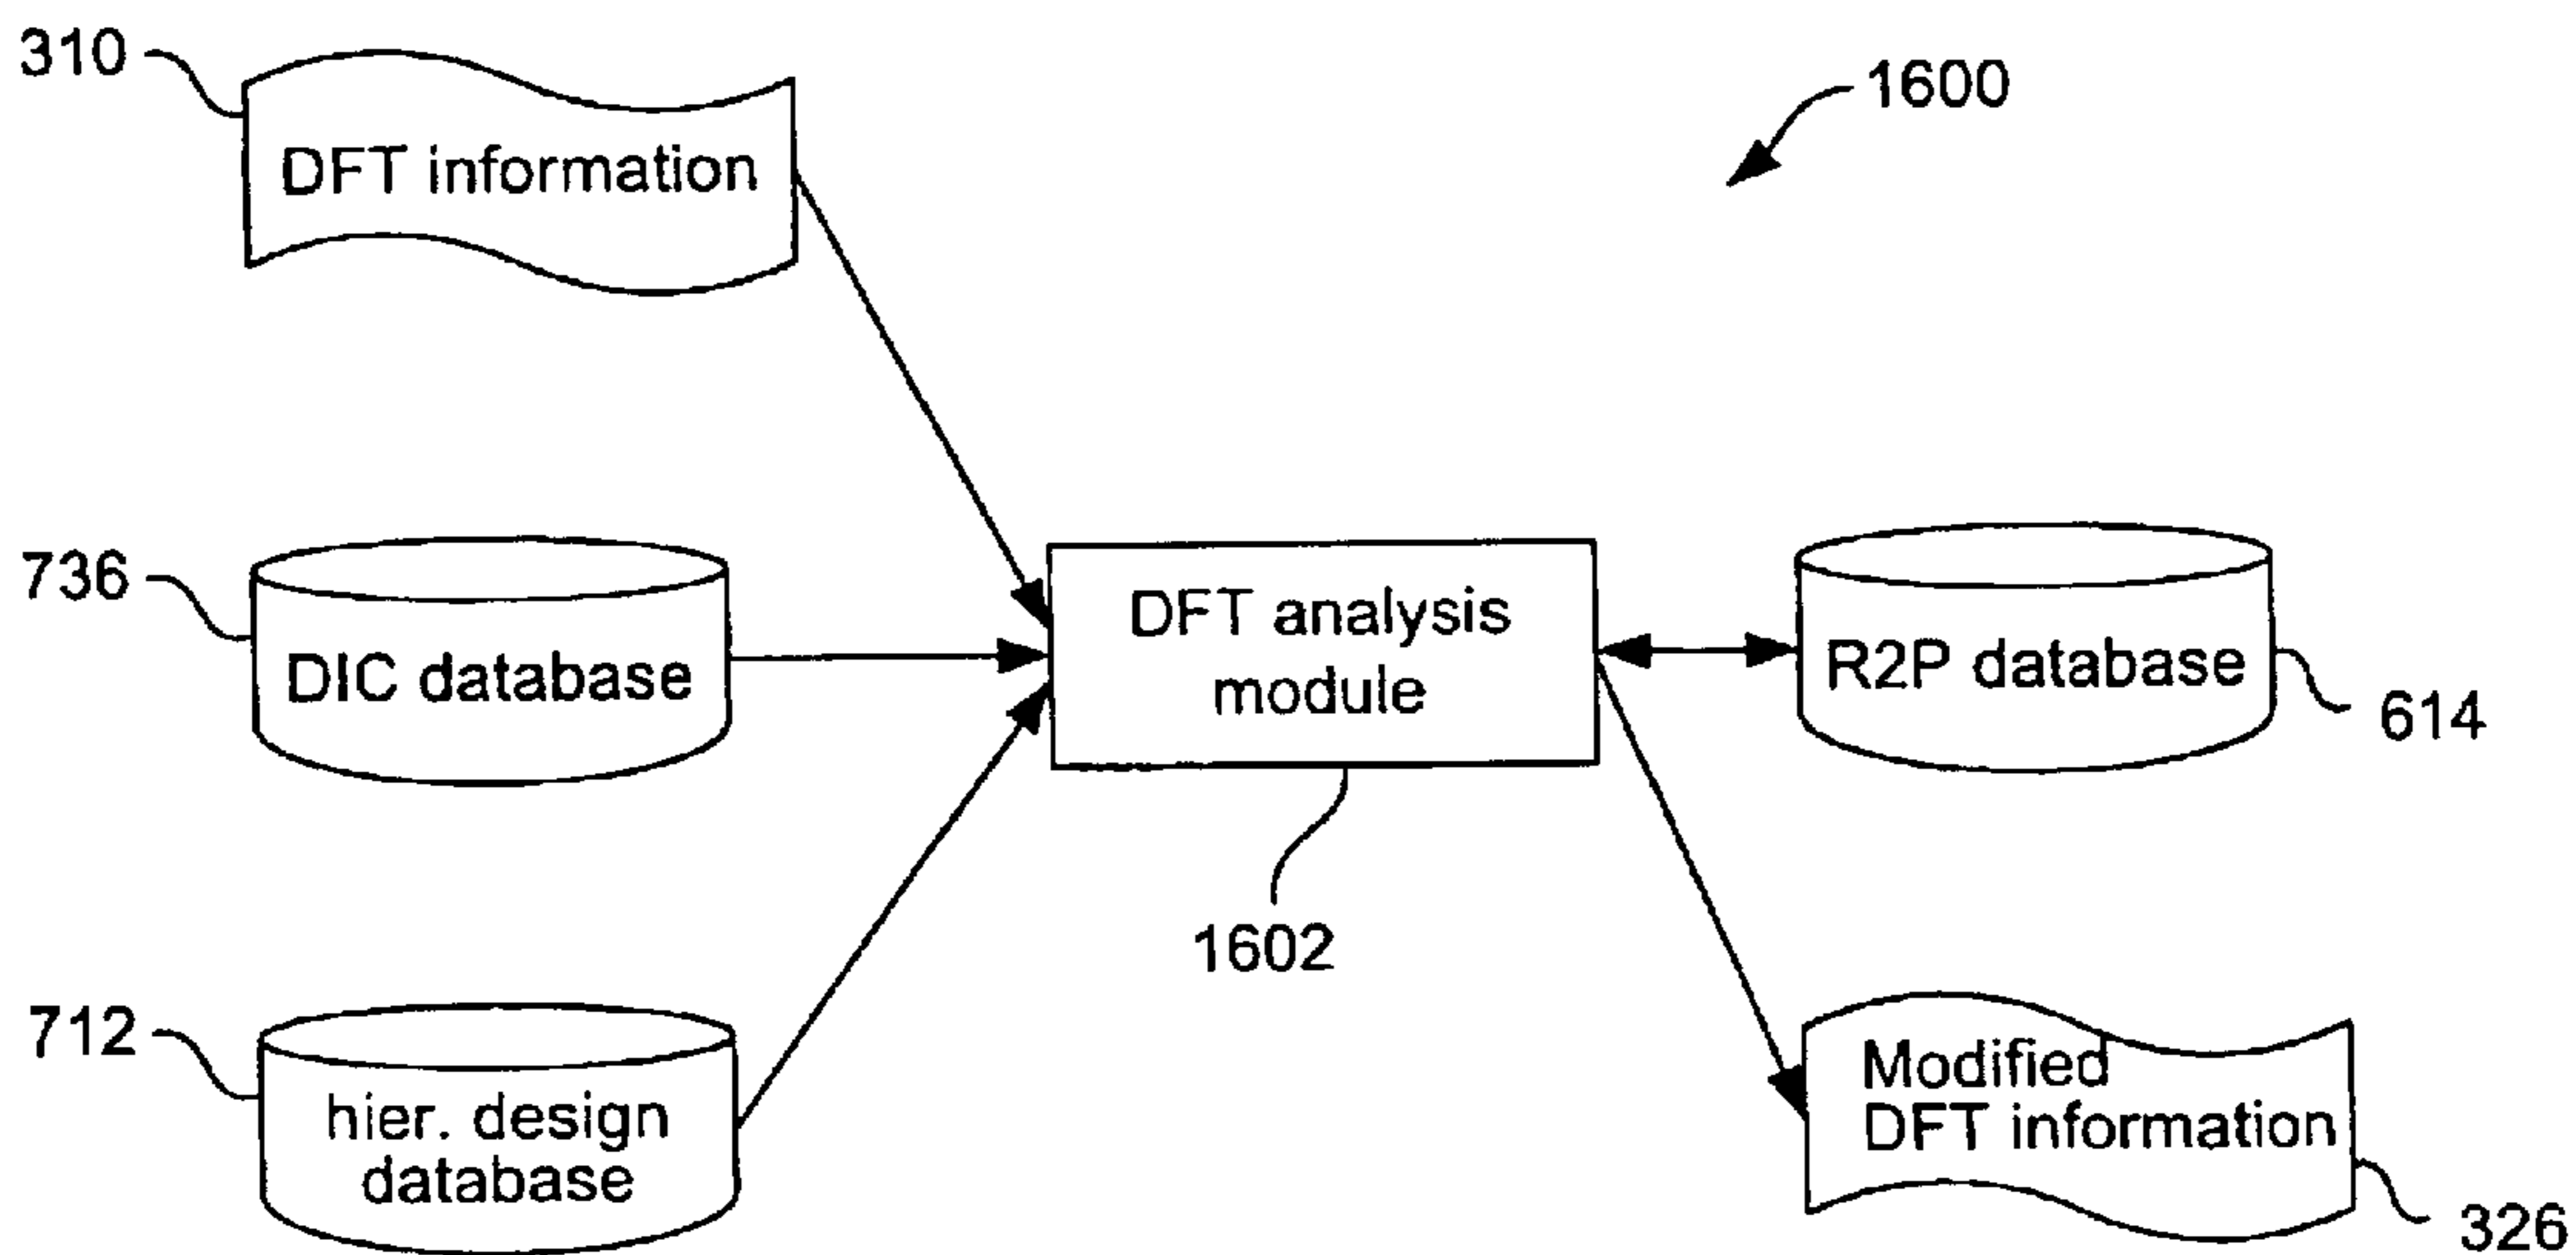 310
DFT information
1600
736
DIC database
DFT analysis
module
1602
R2P database
614
712
hier. design
database
Modified
DFT information
326